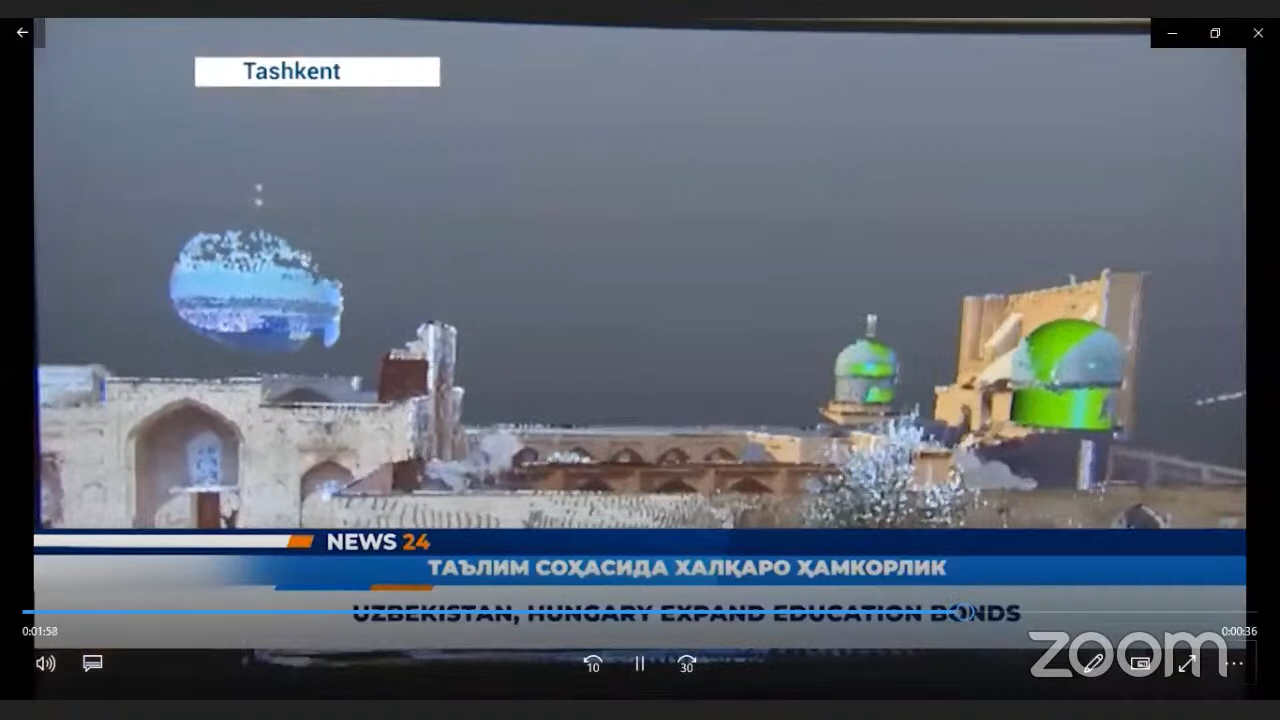 Tashkent
NEWS 24
ТАЪЛИМ СОҲАСИДА ХАЛҚАРО ҲАМКОРЛИК
UZBEKISTAN, HUNGARY EXPAND EDUCATION BONDS
0:01:58
0:00:36
10
30
zoom